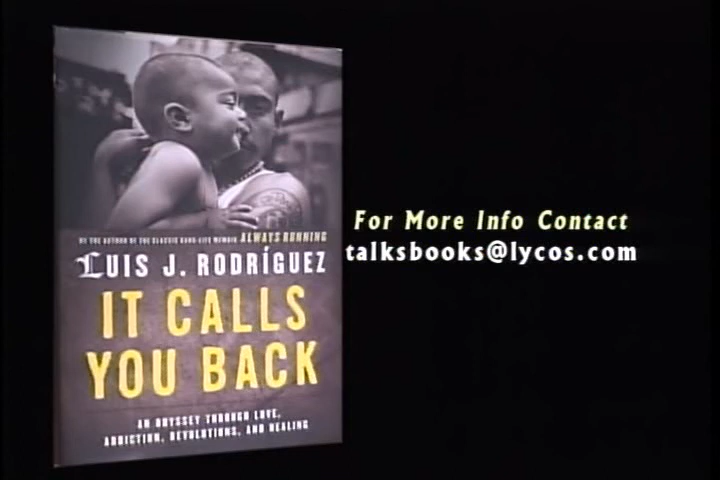 BY THE AUTHOR OF THE CLASSIC GANG-LIFE MEMOIR ALWAYS RUNNING
LUIS J. RODRÍGUEZ
IT CALLS
YOU BACK
AN ODYSSEY THROUGH LOVE,
ADDICTION, REVOLUTIONS, AND HEALING
For More Info Contact
talksbooks@lycos.com